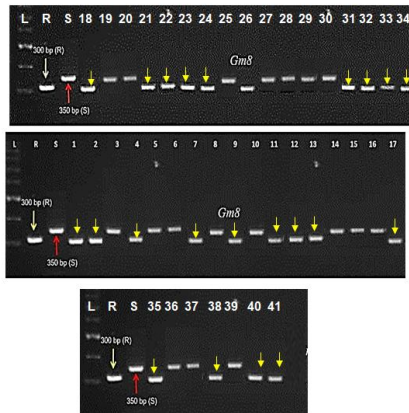 L R S 18 19 20 21 22 23 24 25 26 27 28 29 30 31 32 33 34
300 bp (R)
Gm8
350 bp (S)
L R S 1 2 3 4 5 6 7 8 9 10 11 12 13 14 15 16 17
300 bp (R)
Gm8
350 bp (S)
L R S 35 36 37 38 39 40 41
300 bp (R)
350 bp (S)